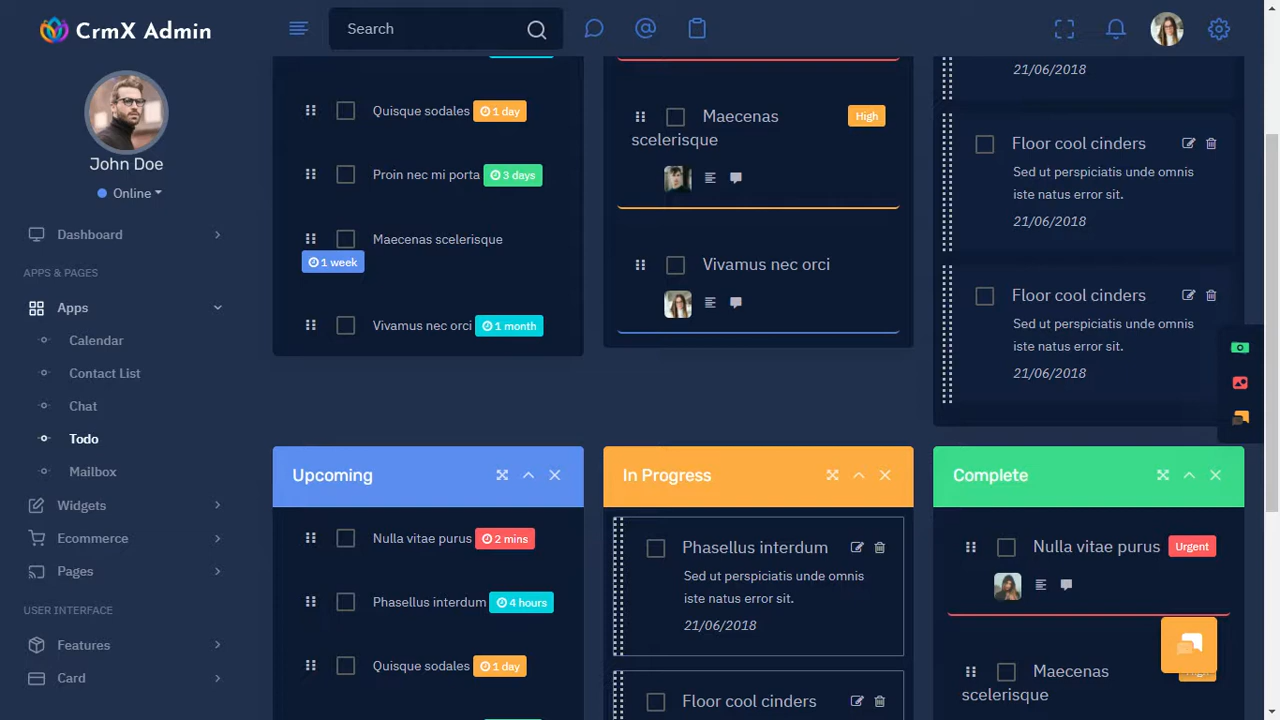 CrmX Admin
Search
John Doe
Online
Dashboard
APPS & PAGES
Apps
Calendar
Contact List
Chat
Todo
Mailbox
Widgets
Ecommerce
Pages
USER INTERFACE
Features
Card
Quisque sodales 1 day
Proin nec mi porta 3 days
Maecenas scelerisque
1 week
Vivamus nec orci 1 month
Maecenas High
scelerisque
Vivamus nec orci
21/06/2018
Floor cool cinders
Sed ut perspiciatis unde omnis
iste natus error sit.
21/06/2018
Floor cool cinders
Sed ut perspiciatis unde omnis
iste natus error sit.
21/06/2018
Upcoming
Nulla vitae purus 2 mins
Phasellus interdum 4 hours
Quisque sodales 1 day
In Progress
Phasellus interdum
Sed ut perspiciatis unde omnis
iste natus error sit.
21/06/2018
Floor cool cinders
Complete
Nulla vitae purus Urgent
Maecenas
scelerisque